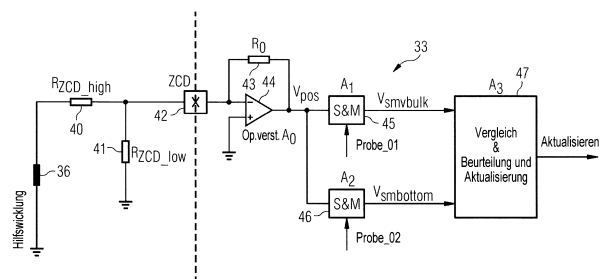 33
R0
43
44
ZCD
42
RZCD_high
40
41
RZCD_low
36
Hilfswicklung
Op.verst. A0
Vpos
A1
S&M
45
Vsmvbulk
Probe_01
A2
S&M
46
Vsmbottom
Probe_02
A3
47
Vergleich
&
Beurteilung und
Aktualisierung
Aktualisieren